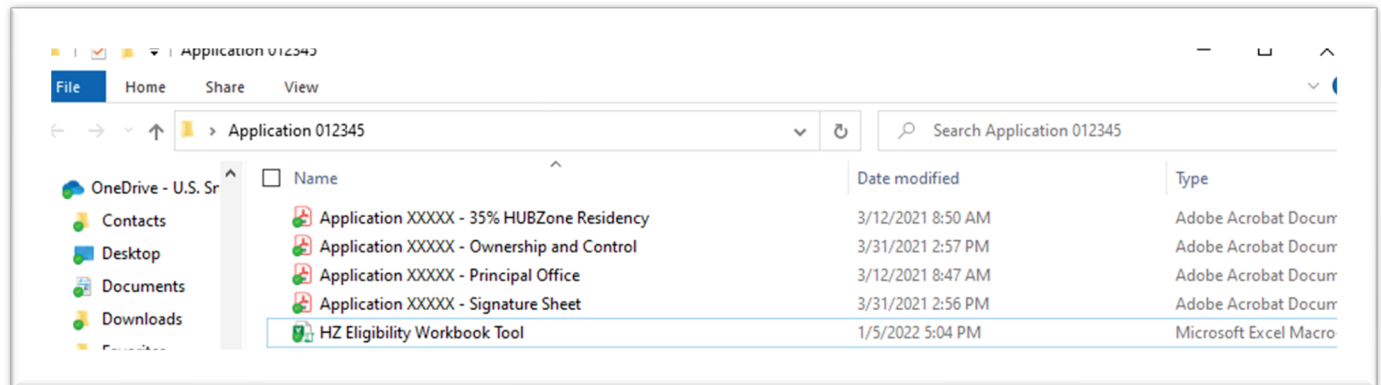 Application 012345
File Home Share View
Application 012345 Search Application 012345
Name Date modified Type
OneDrive - U.S. Sr
Contacts
Desktop
Documents
Downloads
Application XXXXX - 35% HUBZone Residency 3/12/2021 8:50 AM Adobe Acrobat Docum
Application XXXXX - Ownership and Control 3/31/2021 2:57 PM Adobe Acrobat Docum
Application XXXXX - Principal Office 3/12/2021 8:47 AM Adobe Acrobat Docum
Application XXXXX - Signature Sheet 3/31/2021 2:56 PM Adobe Acrobat Docum
HZ Eligibility Workbook Tool 1/5/2022 5:04 PM Microsoft Excel Macro-